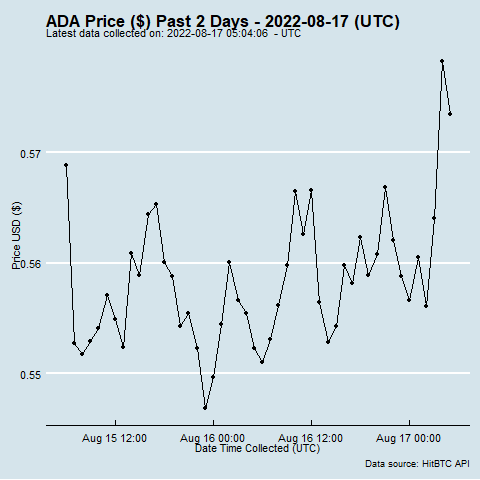 ADA Price ($) Past 2 Days - 2022-08-17 (UTC)
Latest data collected on: 2022-08-17 05:04:06  - UTC
0.57
0.56
0.55
Price USD ($)
Aug 15 12:00
Aug 16 00:00
Aug 16 12:00
Aug 17 00:00
Date Time Collected (UTC)
Data source: HitBTC API